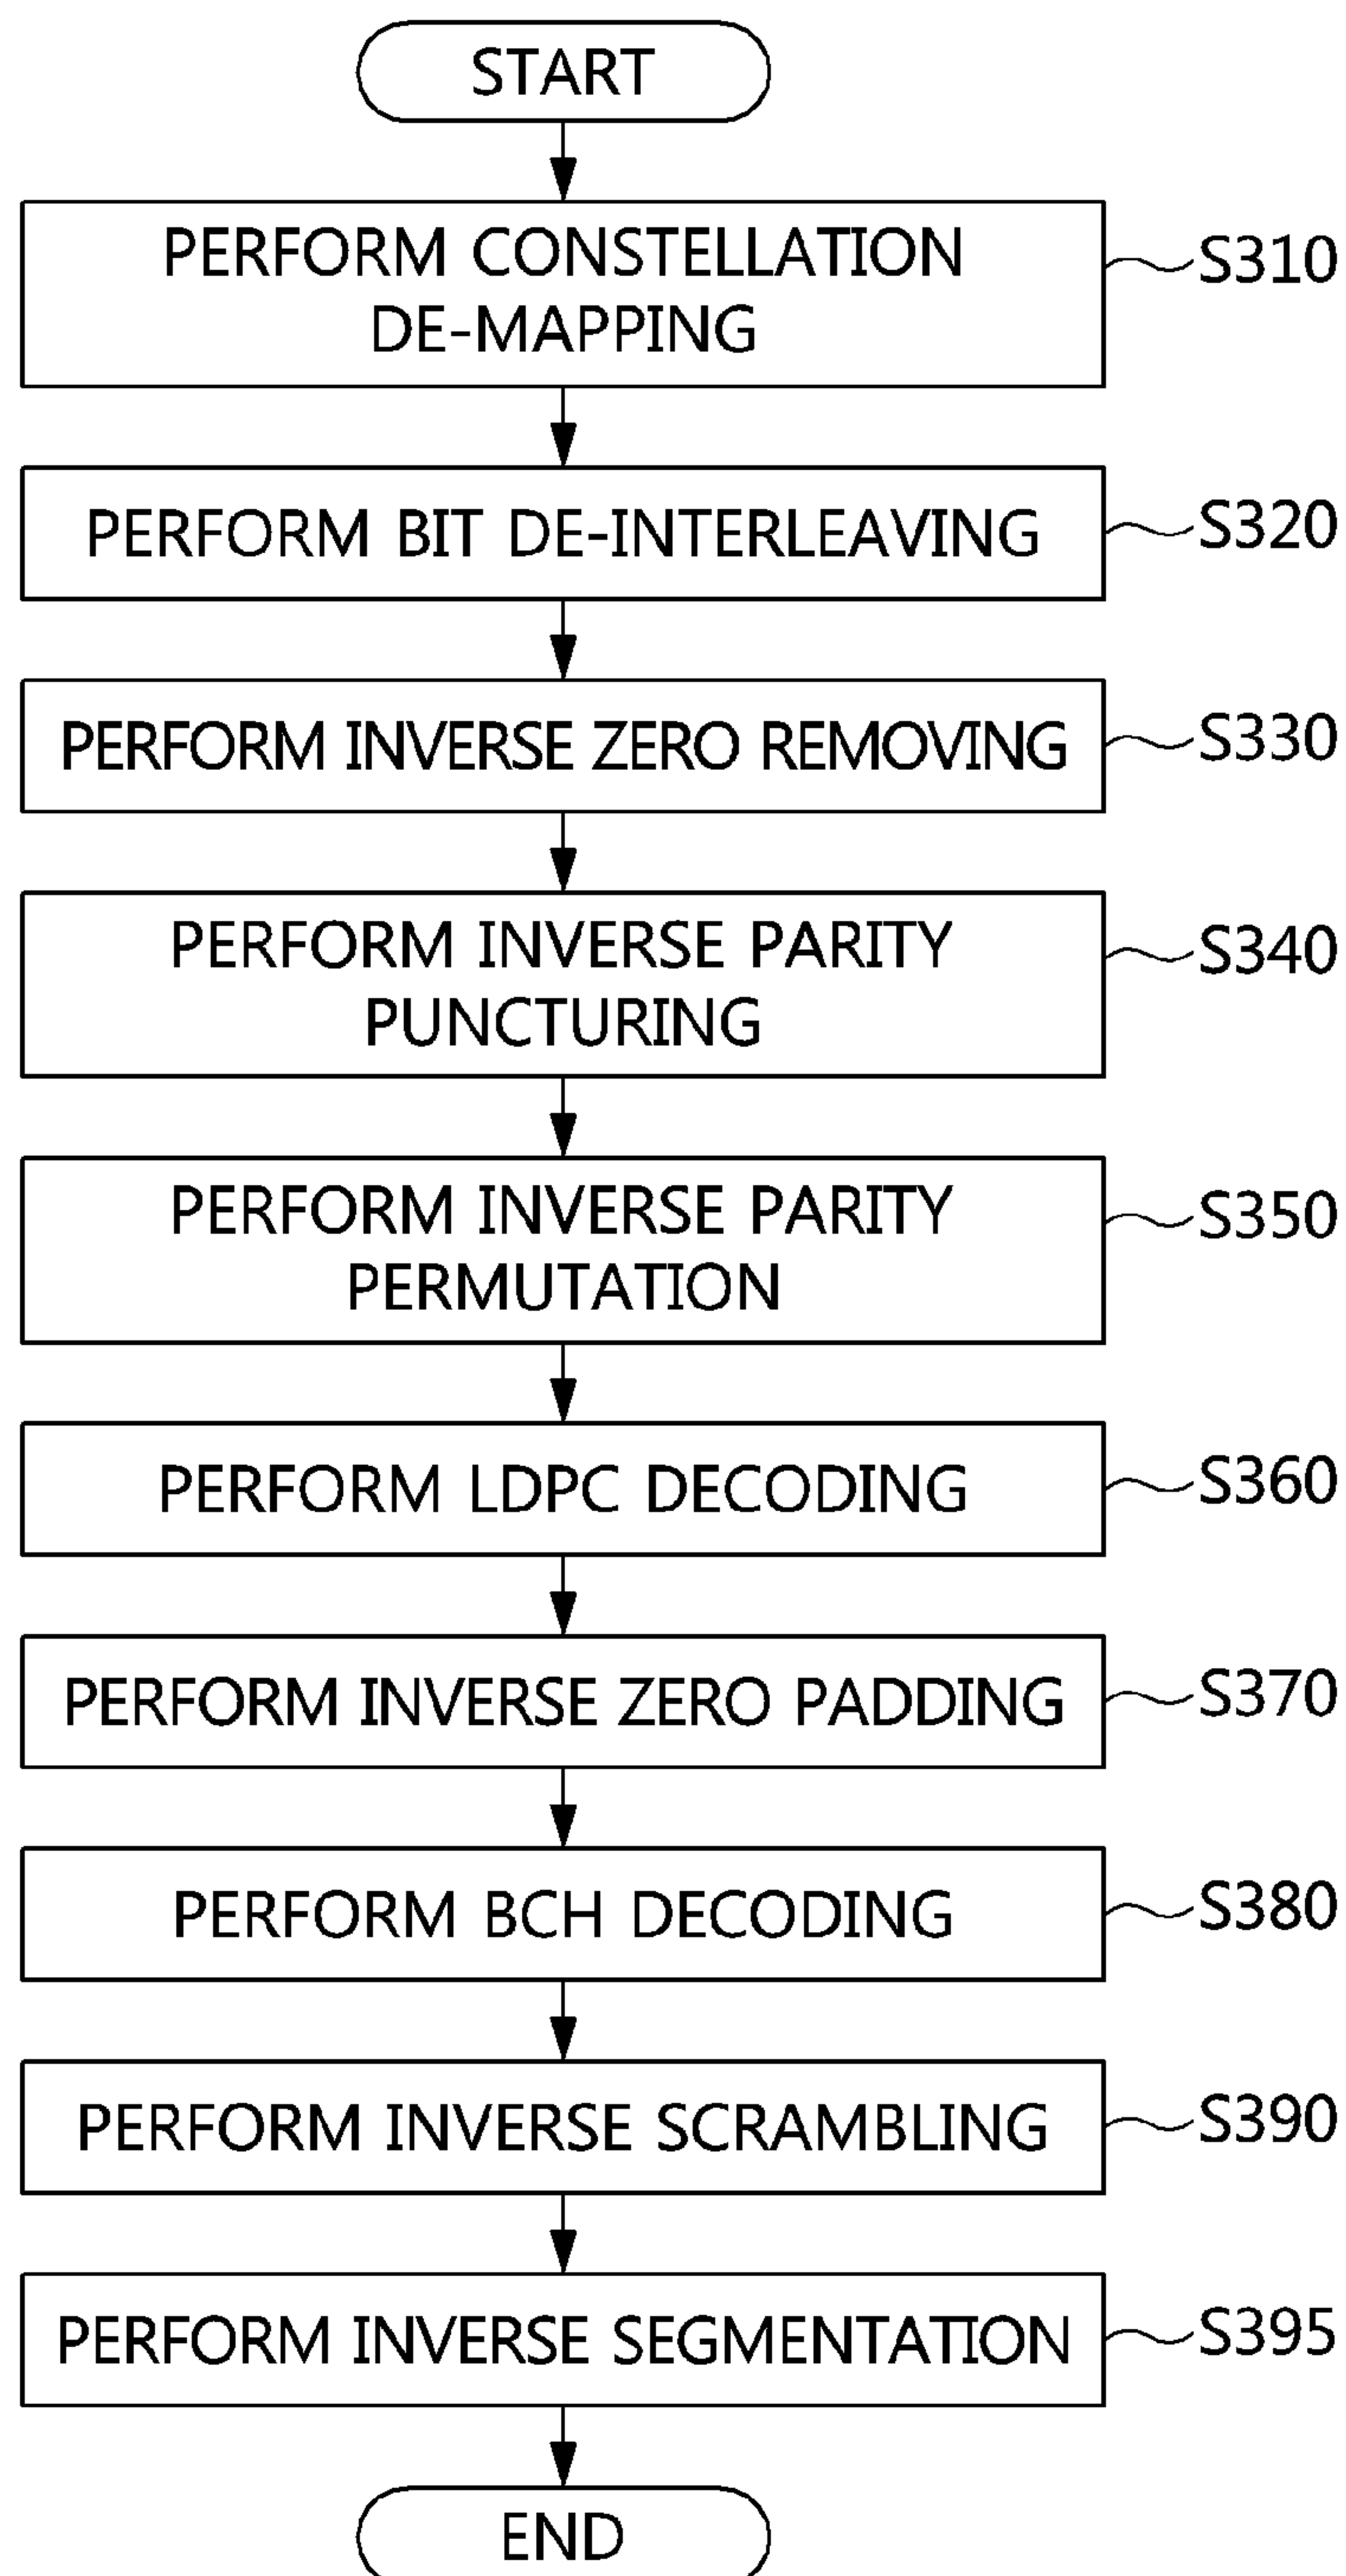 START
PERFORM CONSTELLATION
DE-MAPPING
S310
PERFORM BIT DE-INTERLEAVING
S320
PERFORM INVERSE ZERO REMOVING
S330
PERFORM INVERSE PARITY
PUNCTURING
S340
PERFORM INVERSE PARITY
PERMUTATION
S350
PERFORM LDPC DECODING
S360
PERFORM INVERSE ZERO PADDING
S370
PERFORM BCH DECODING
S380
PERFORM INVERSE SCRAMBLING
S390
PERFORM INVERSE SEGMENTATION
S395
END